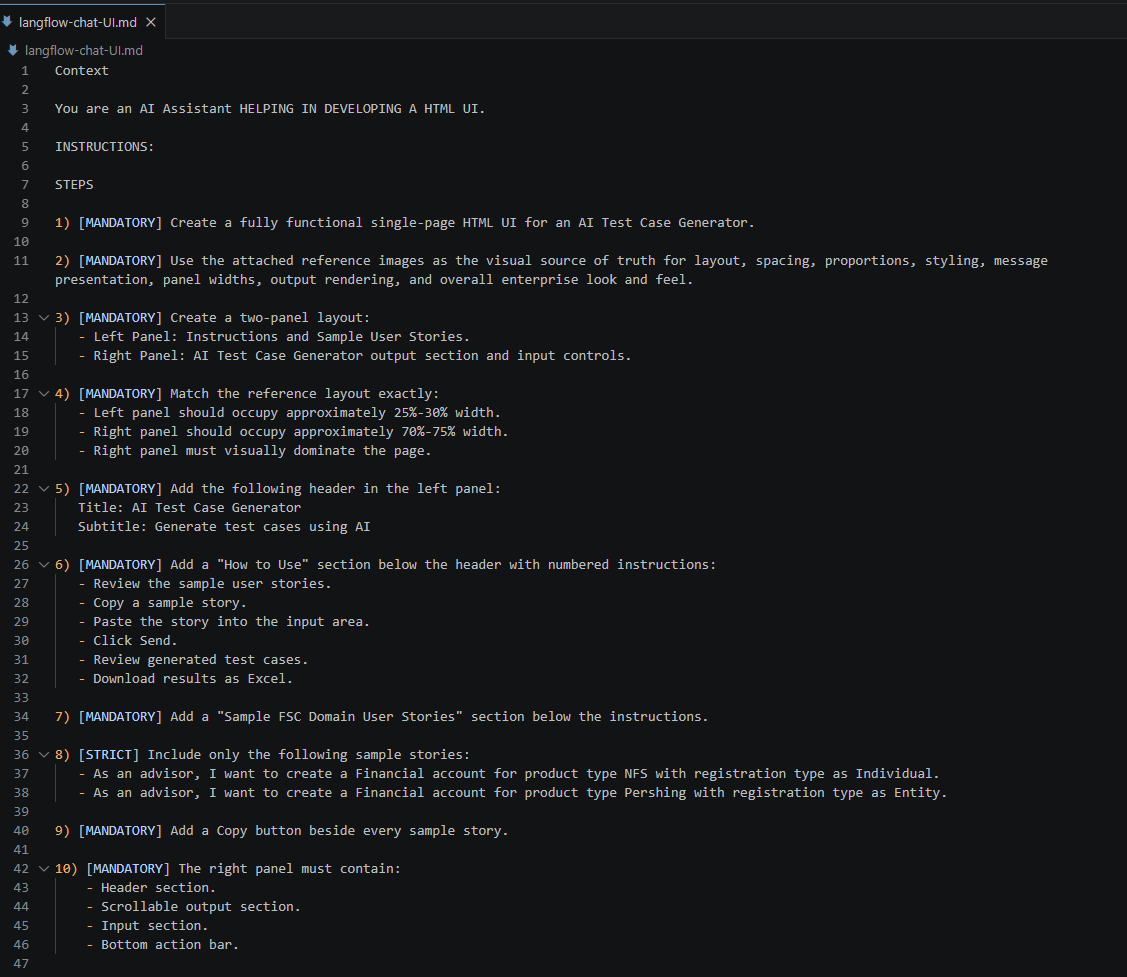 langflow-chat-UI.md
langflow-chat-UI.md
1 Context
2
3 You are an AI Assistant HELPING IN DEVELOPING A HTML UI.
4
5 INSTRUCTIONS:
6
7 STEPS
8
9 1) [MANDATORY] Create a fully functional single-page HTML UI for an AI Test Case Generator.
10
11 2) [MANDATORY] Use the attached reference images as the visual source of truth for layout, spacing, proportions, styling, message
presentation, panel widths, output rendering, and overall enterprise look and feel.
12
13 3) [MANDATORY] Create a two-panel layout:
14 - Left Panel: Instructions and Sample User Stories.
15 - Right Panel: AI Test Case Generator output section and input controls.
16
17 4) [MANDATORY] Match the reference layout exactly:
18 - Left panel should occupy approximately 25%-30% width.
19 - Right panel should occupy approximately 70%-75% width.
20 - Right panel must visually dominate the page.
21
22 5) [MANDATORY] Add the following header in the left panel:
23 Title: AI Test Case Generator
24 Subtitle: Generate test cases using AI
25
26 6) [MANDATORY] Add a "How to Use" section below the header with numbered instructions:
27 - Review the sample user stories.
28 - Copy a sample story.
29 - Paste the story into the input area.
30 - Click Send.
31 - Review generated test cases.
32 - Download results as Excel.
33
34 7) [MANDATORY] Add a "Sample FSC Domain User Stories" section below the instructions.
35
36 8) [STRICT] Include only the following sample stories:
37 - As an advisor, I want to create a Financial account for product type NFS with registration type as Individual.
38 - As an advisor, I want to create a Financial account for product type Pershing with registration type as Entity.
39
40 9) [MANDATORY] Add a Copy button beside every sample story.
41
42 10) [MANDATORY] The right panel must contain:
43 - Header section.
44 - Scrollable output section.
45 - Input section.
46 - Bottom action bar.
47